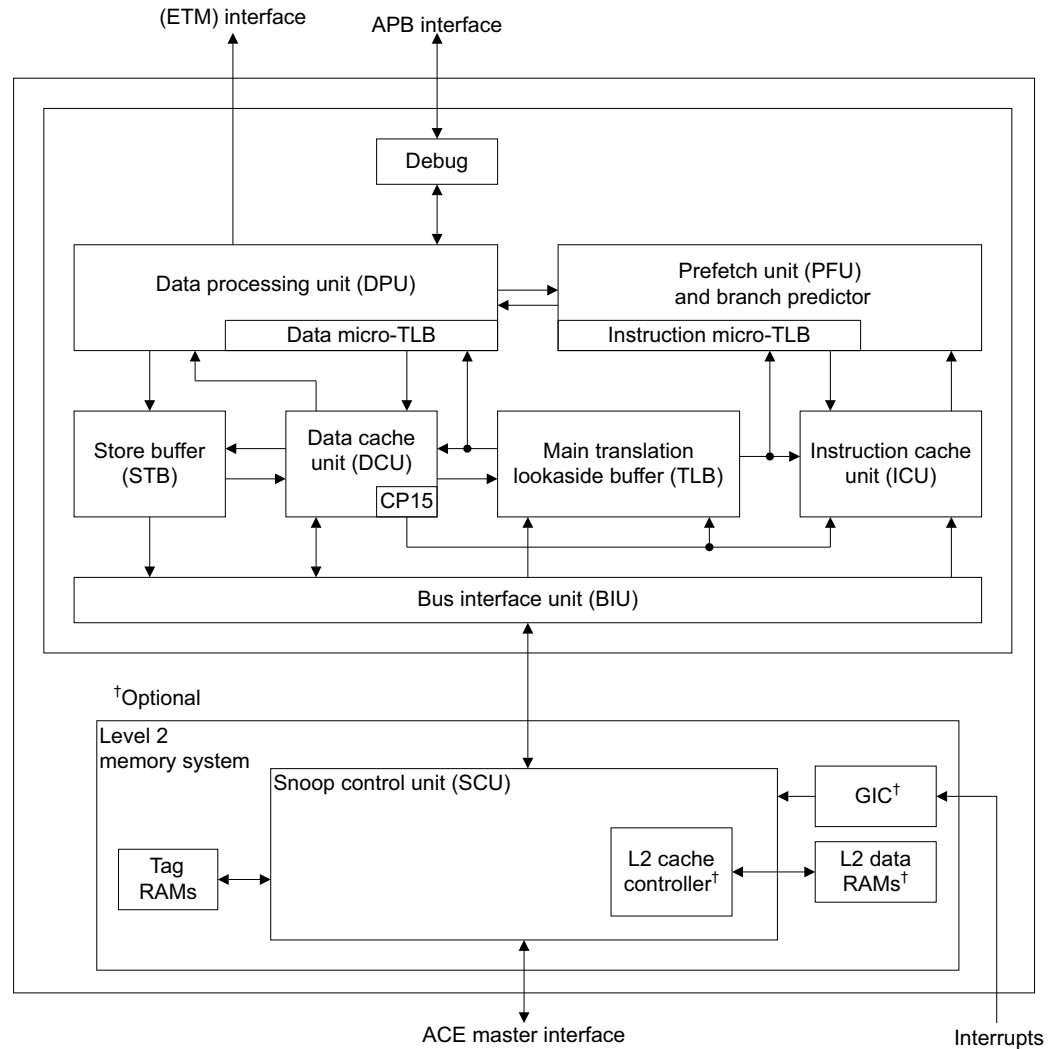 (ETM) interface
APB interface
Debug
Data processing unit (DPU)
Data micro-TLB
Prefetch unit (PFU)
and branch predictor
Instruction micro-TLB
Store buffer
(STB)
Data cache
unit (DCU)
CP15
Main translation
lookaside buffer (TLB)
Instruction cache
unit (ICU)
Bus interface unit (BIU)
†Optional
Level 2
memory system
Snoop control unit (SCU)
GIC†
Tag
RAMs
L2 cache
controller†
L2 data
RAMs†
ACE master interface
Interrupts